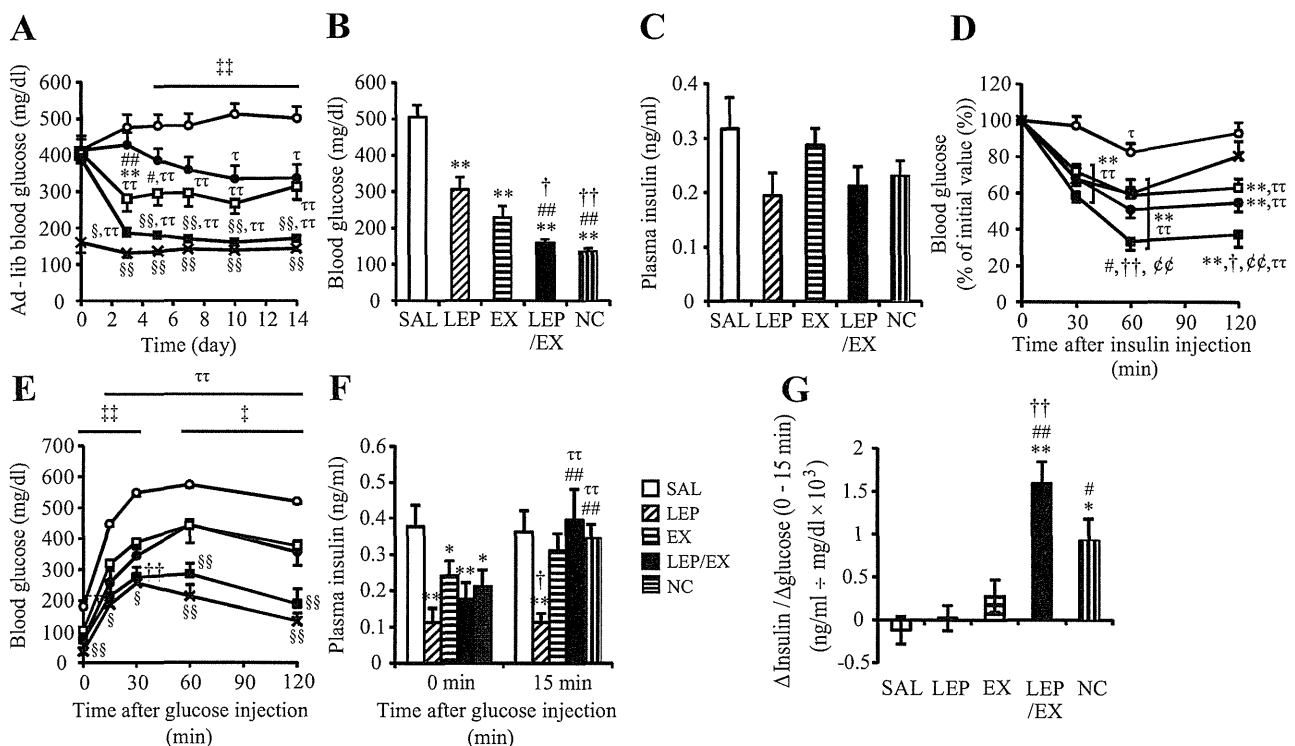 A
B
C
D
Ad - lib blood glucose (mg/dl)
600
500
400
300
200
100
0
‡‡
##
**
ττ
#,ττ
ττ
τ
ττ
τ
ττ
§,ττ
§§,ττ
§§,ττ
§§,ττ
§§,ττ
§§
§§
§§
§§
§§
0 2 4 6 8 10 12 14
Time (day)
Blood glucose (mg/dl)
600
500
400
300
200
100
0
**
**
†
##
**
††
##
**
SAL LEP EX LEP /EX NC
Plasma insulin (ng/ml)
0.4
0.3
0.2
0.1
0
SAL LEP EX LEP /EX NC
Blood glucose
(% of initial value (%))
120
100
80
60
40
20
0
τ
**
ττ
**
ττ
**,ττ
**,ττ
#,††, ¢¢
**,†,¢¢,ττ
0 30 60 90 120
Time after insulin injection
(min)
E
F
G
Blood glucose (mg/dl)
700
600
500
400
300
200
100
0
ττ
‡‡
‡
††
§§
§§
§
§
§§
§§
§§
0 30 60 90 120
Time after glucose injection
(min)
Plasma insulin (ng/ml)
0.6
0.5
0.4
0.3
0.2
0.1
0
**
*
**
*
†
**
ττ
##
ττ
##
0 min 15 min
Time after glucose injection
(min)
SAL
LEP
EX
LEP/EX
NC
ΔInsulin /Δglucose (0 - 15 min)
(ng/ml ÷ mg/dl × 10³)
2
1.5
1
0.5
0
-0.5
††
##
**
#
*
SAL LEP EX LEP /EX NC